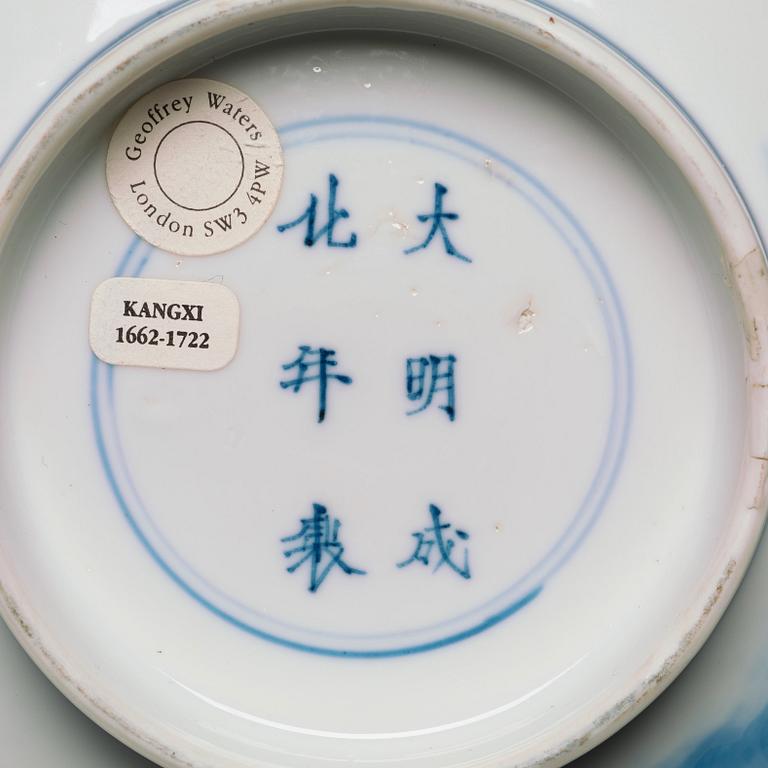 大明成
化年製
Geoffrey Waters
London SW3 4PW
KANGXI
1662-1722